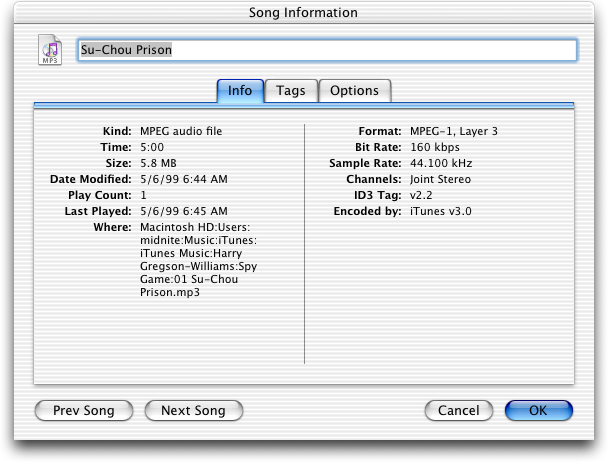 Song Information
MP3
Su-Chou Prison
Info Tags Options
Kind: MPEG audio file
Time: 5:00
Size: 5.8 MB
Date Modified: 5/6/99 6:44 AM
Play Count: 1
Last Played: 5/6/99 6:45 AM
Where: Macintosh HD:Users:
midnite:Music:iTunes:
iTunes Music:Harry
Gregson-Williams:Spy
Game:01 Su-Chou
Prison.mp3
Format: MPEG-1, Layer 3
Bit Rate: 160 kbps
Sample Rate: 44.100 kHz
Channels: Joint Stereo
ID3 Tag: v2.2
Encoded by: iTunes v3.0
Prev Song Next Song Cancel OK